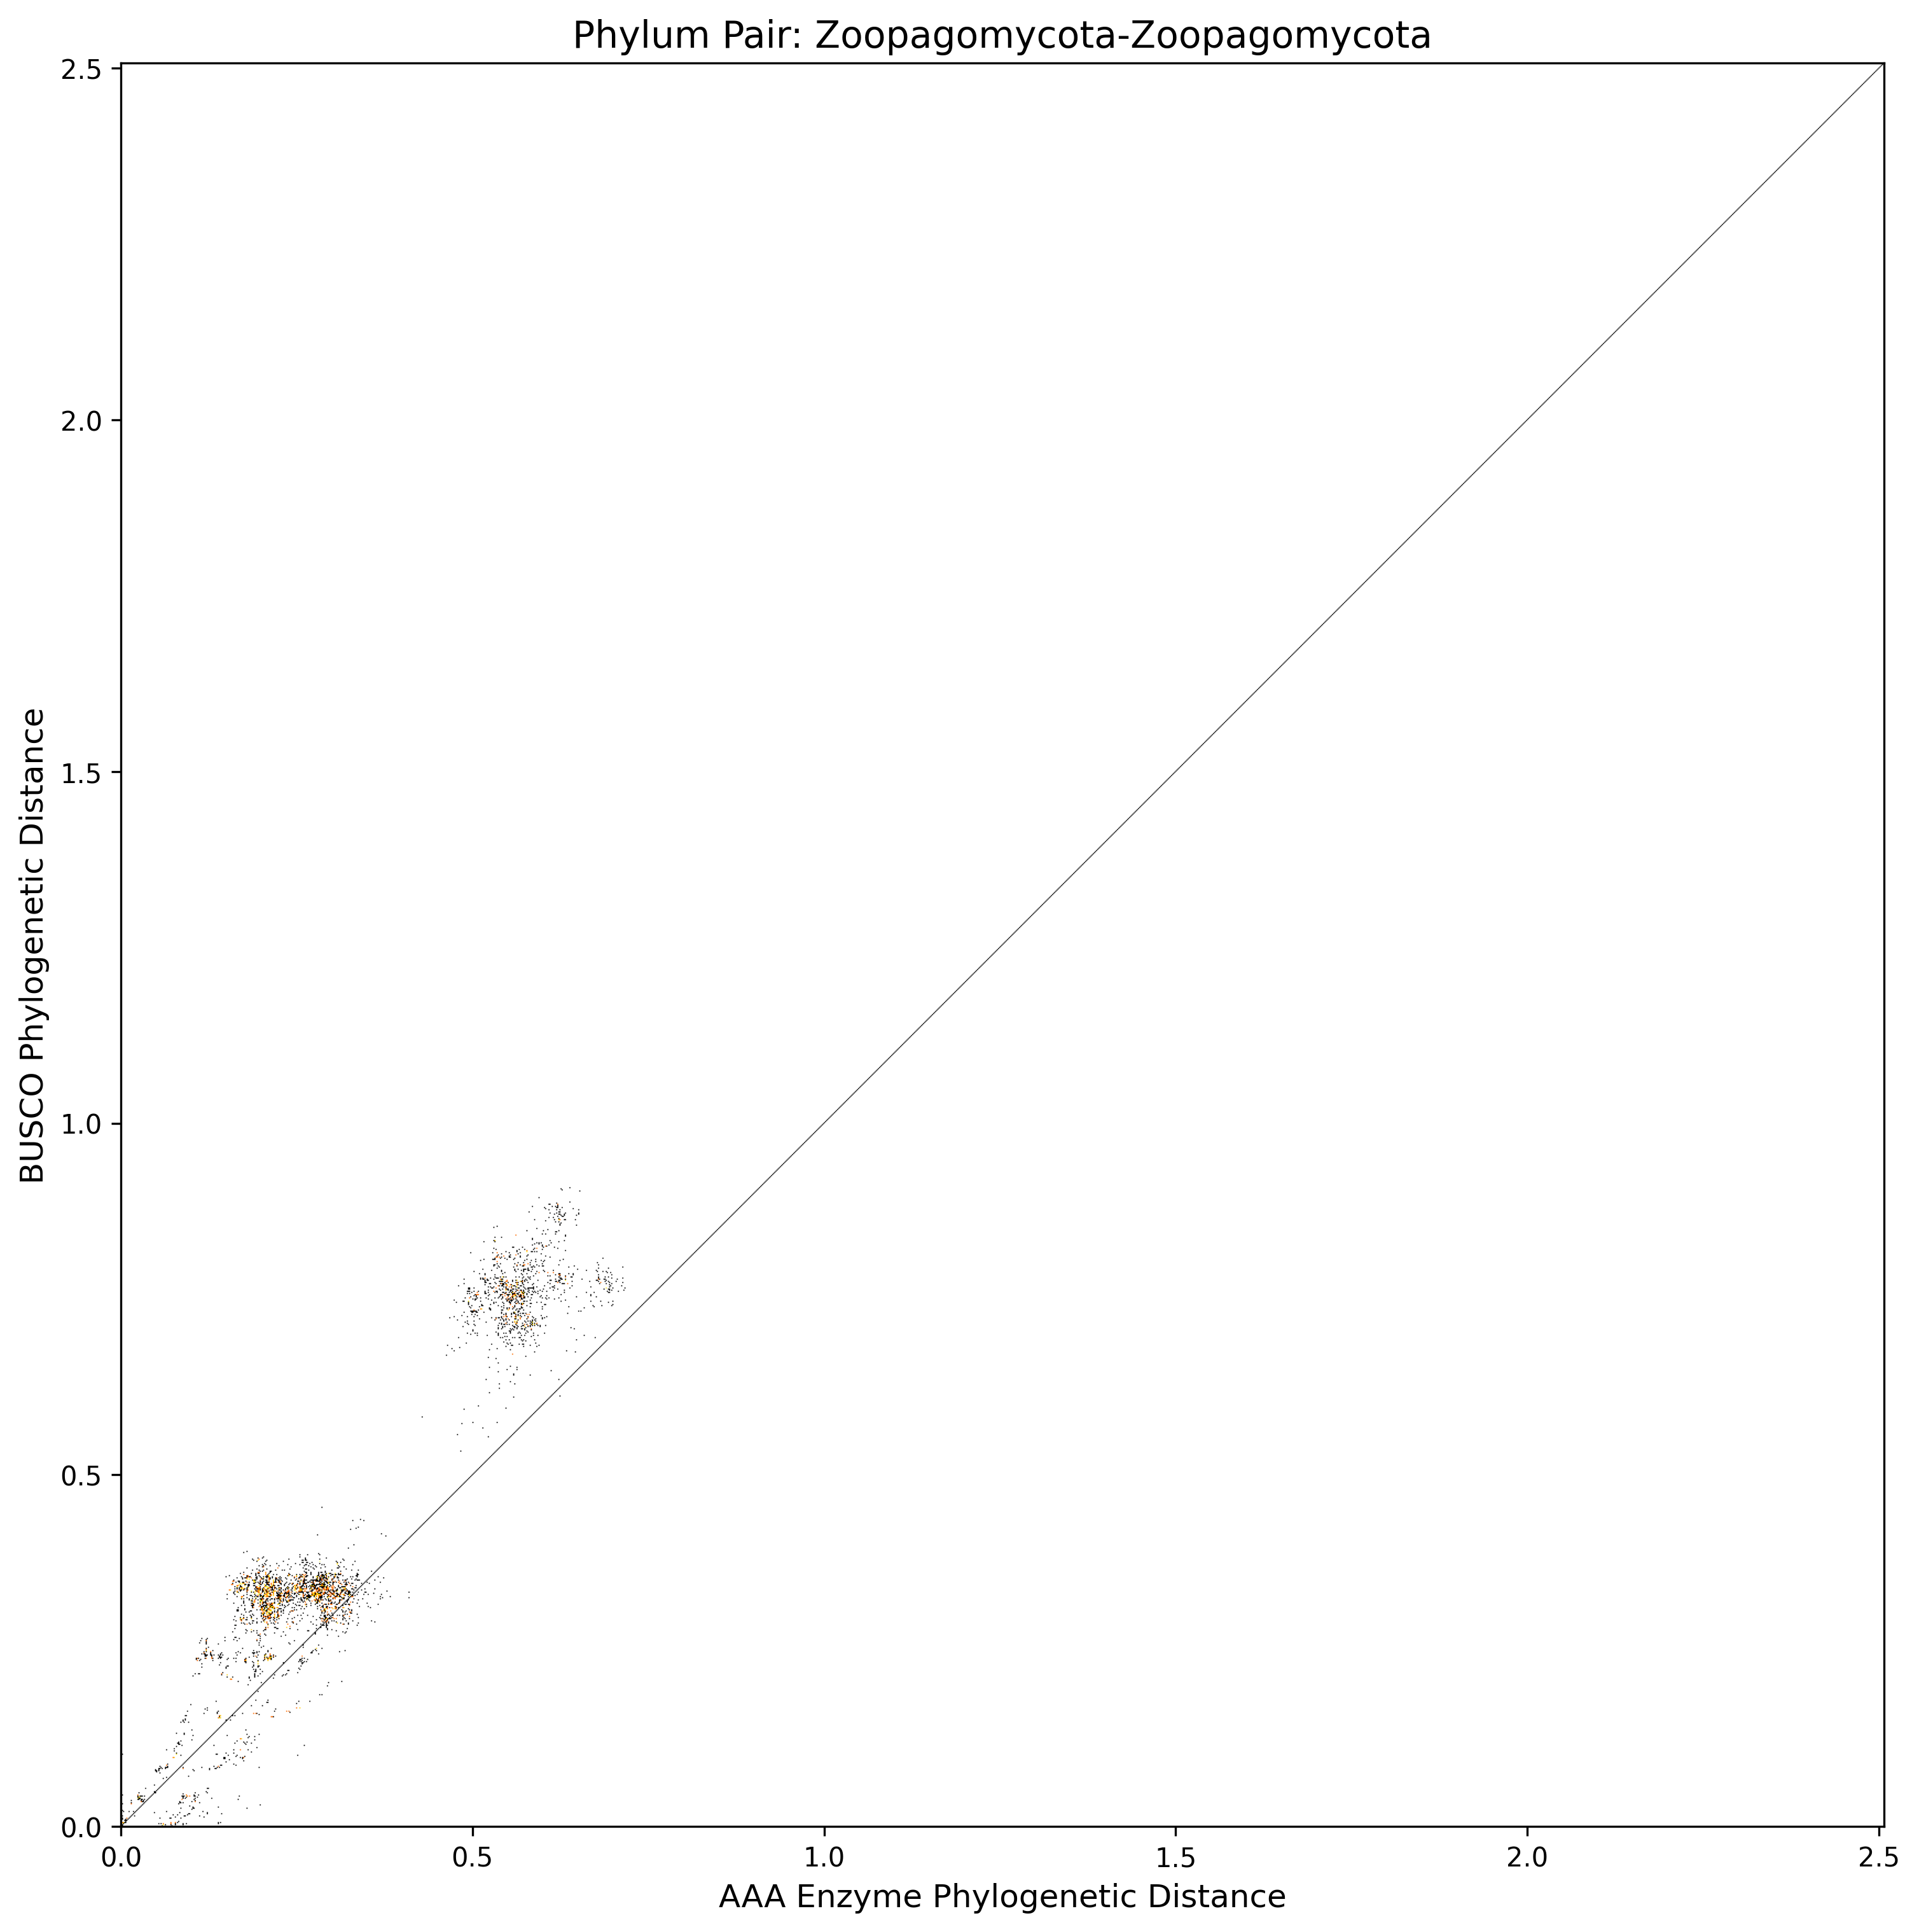 Phylum Pair: Zoopagomycota-Zoopagomycota
2.5
2.0
1.5
1.0
0.5
0.0
BUSCO Phylogenetic Distance
0.0 0.5 1.0 1.5 2.0 2.5
AAA Enzyme Phylogenetic Distance